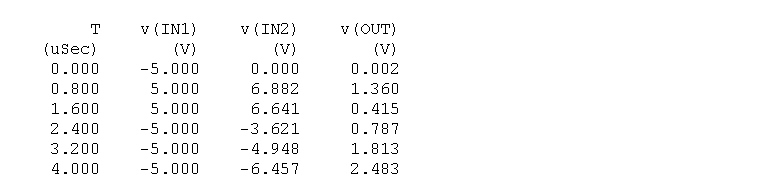 T v(IN1) v(IN2) v(OUT)
(uSec) (V) (V) (V)
0.000 -5.000 0.000 0.002
0.800 5.000 6.882 1.360
1.600 5.000 6.641 0.415
2.400 -5.000 -3.621 0.787
3.200 -5.000 -4.948 1.813
4.000 -5.000 -6.457 2.483